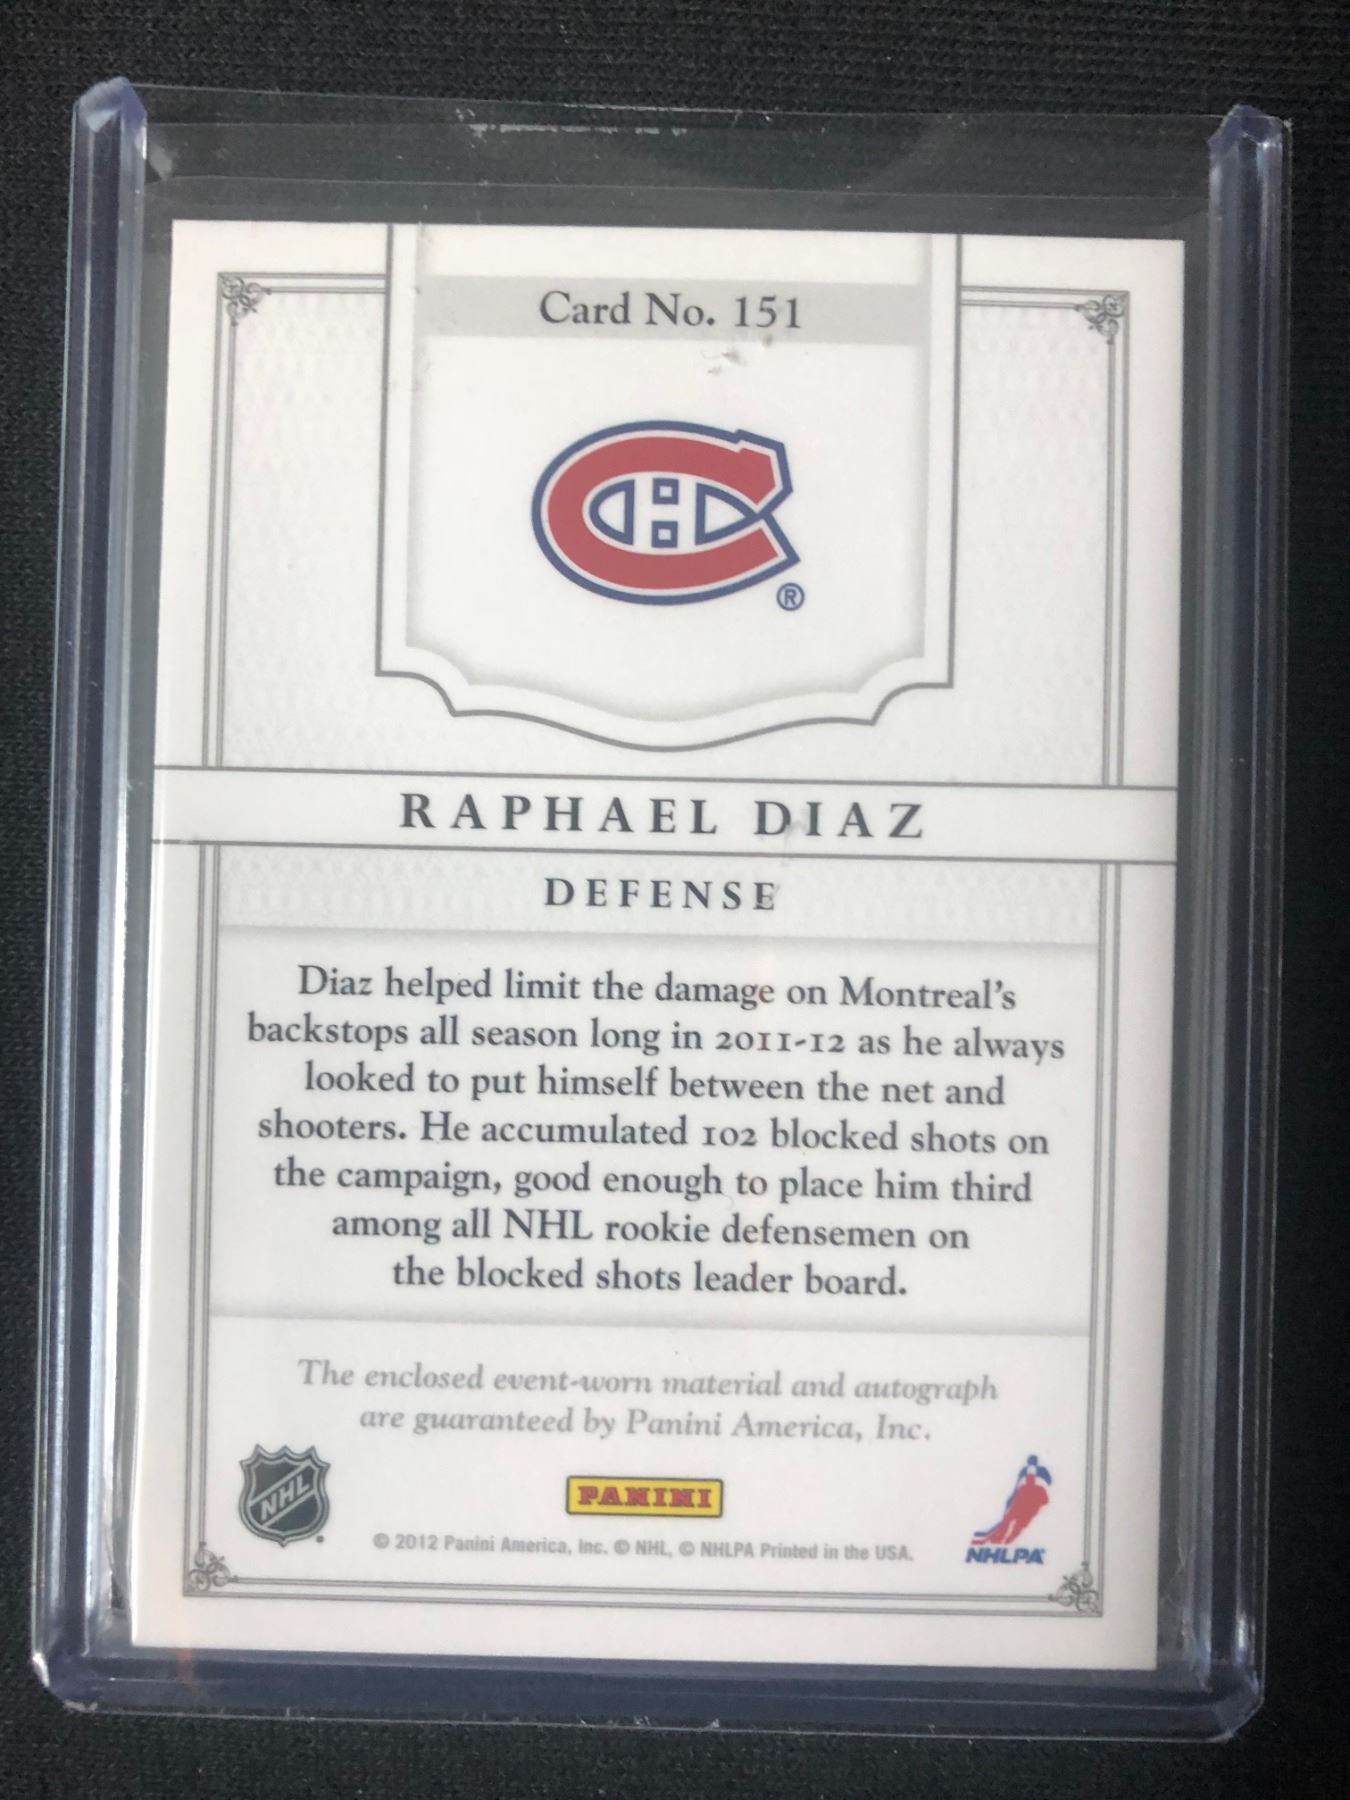 Card No. 151
®
RAPHAEL DIAZ
DEFENSE
Diaz helped limit the damage on Montreal's
backstops all season long in 2011-12 as he always
looked to put himself between the net and
shooters. He accumulated 102 blocked shots on
the campaign, good enough to place him third
among all NHL rookie defensemen on
the blocked shots leader board.
The enclosed event-worn material and autograph
are guaranteed by Panini America, Inc.
NHL
PANINI
© 2012 Panini America, Inc. © NHL, © NHLPA Printed in the USA.
NHLPA